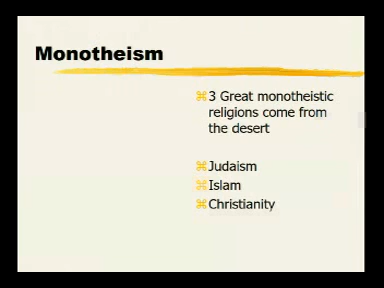 Monotheism
⌘3 Great monotheistic
religions come from
the desert
⌘Judaism
⌘Islam
⌘Christianity